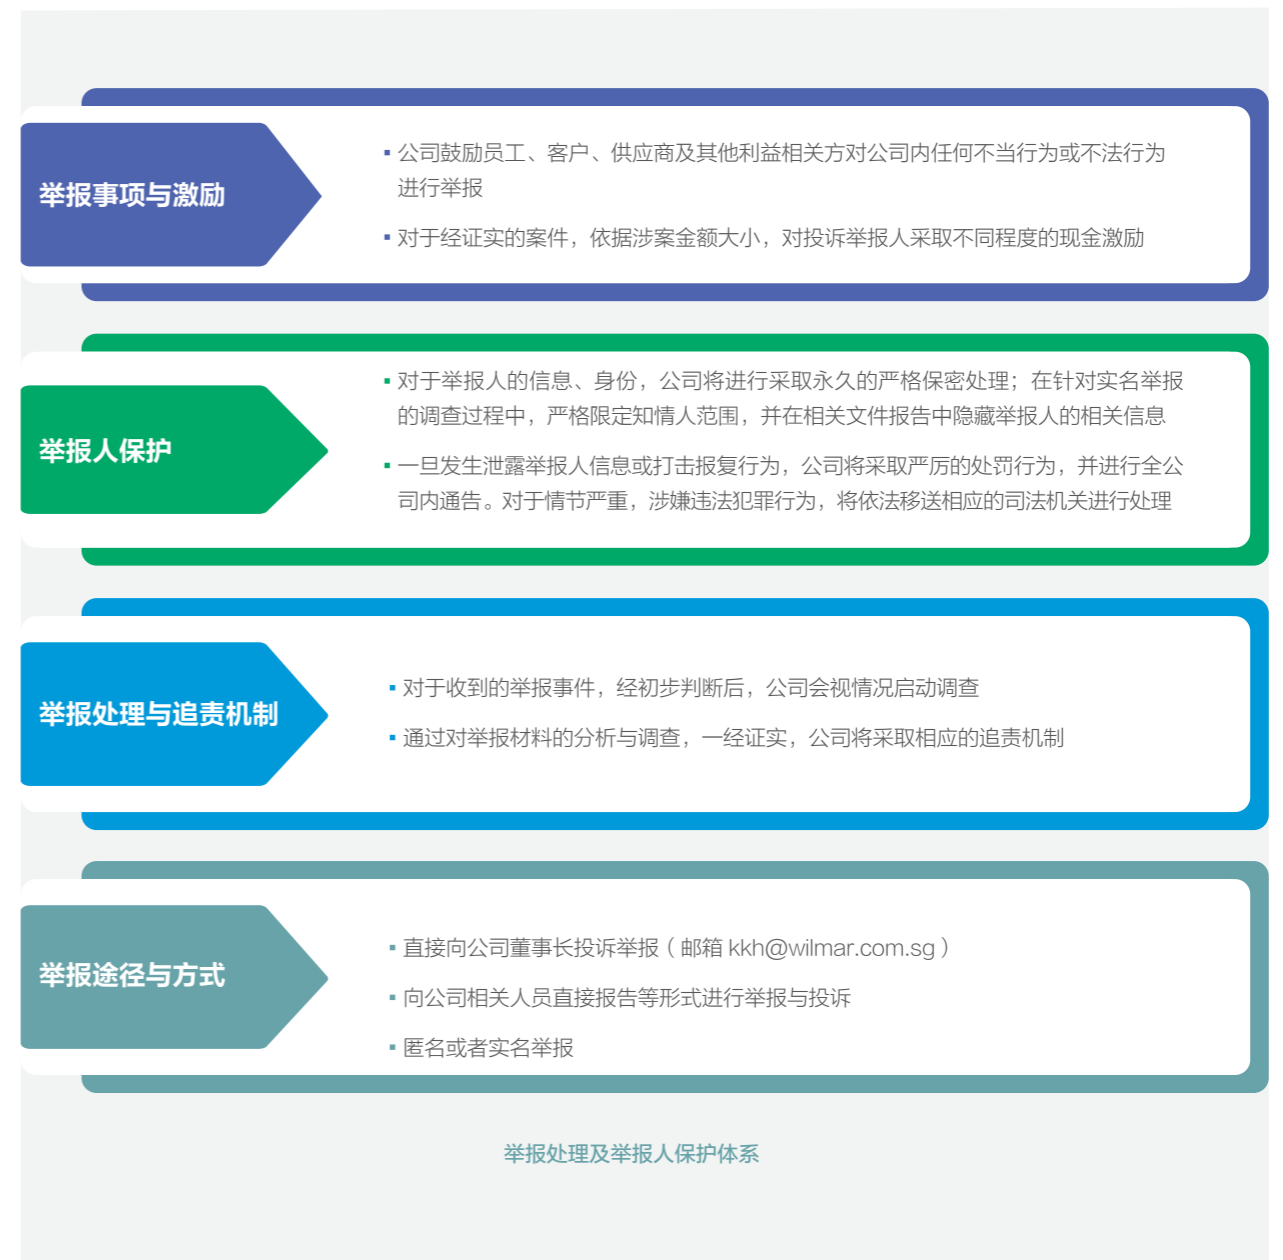 举报事项与激励
▪ 公司鼓励员工、客户、供应商及其他利益相关方对公司内任何不当行为或不法行为
进行举报
▪ 对于经证实的案件，依据涉案金额大小，对投诉举报人采取不同程度的现金激励
举报人保护
▪ 对于举报人的信息、身份，公司将进行采取永久的严格保密处理；在针对实名举报
的调查过程中，严格限定知情人范围，并在相关文件报告中隐藏举报人的相关信息
▪ 一旦发生泄露举报人信息或打击报复行为，公司将采取严厉的处罚行为，并进行全公
司内通告。对于情节严重，涉嫌违法犯罪行为，将依法移送相应的司法机关进行处理
举报处理与追责机制
▪ 对于收到的举报事件，经初步判断后，公司会视情况启动调查
▪ 通过对举报材料的分析与调查，一经证实，公司将采取相应的追责机制
举报途径与方式
▪ 直接向公司董事长投诉举报（邮箱 kkh@wilmar.com.sg）
▪ 向公司相关人员直接报告等形式进行举报与投诉
▪ 匿名或者实名举报
举报处理及举报人保护体系